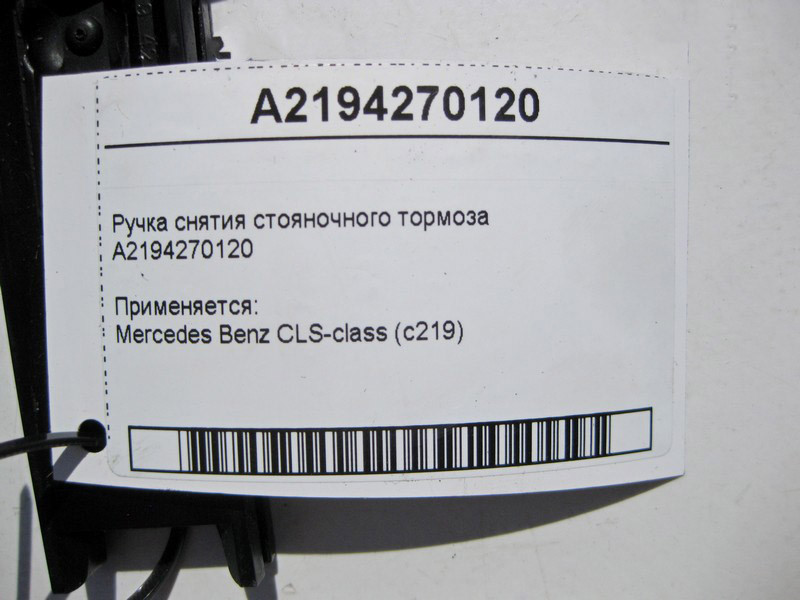 A2194270120
Ручка снятия стояночного тормоза
A2194270120
Применяется:
Mercedes Benz CLS-class (c219)